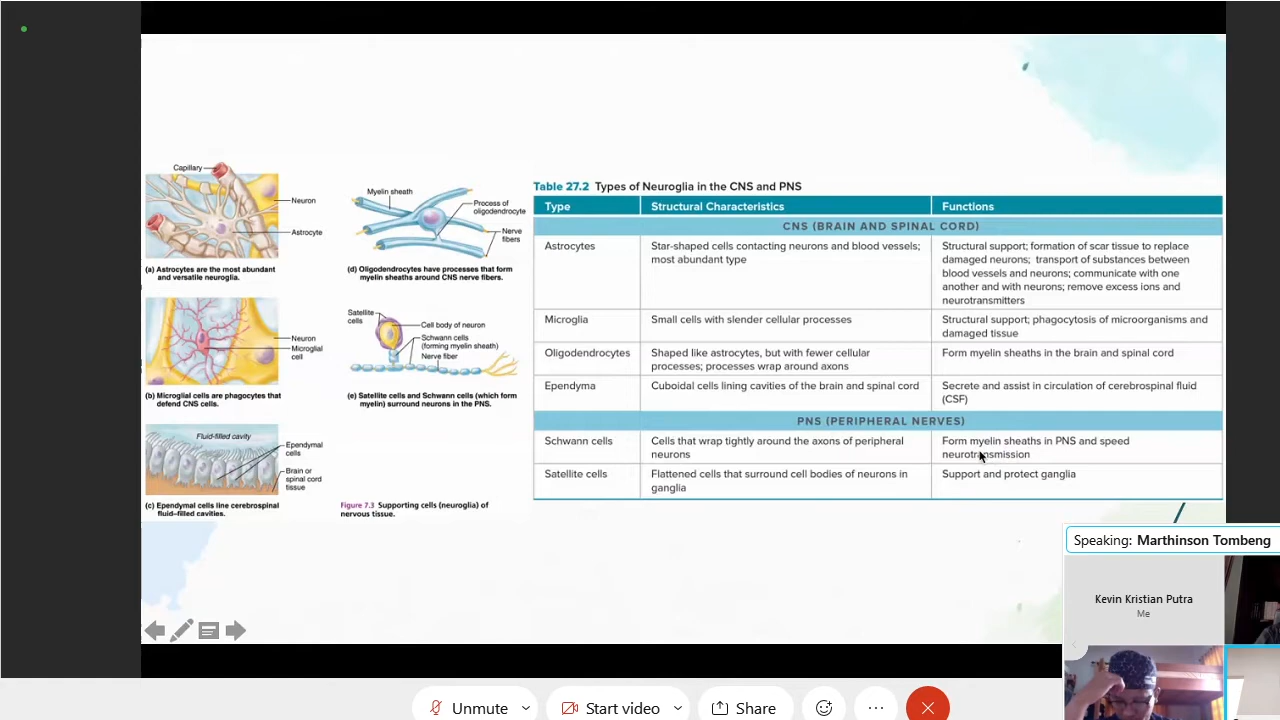 Capillary
Neuron
Astrocyte
(a) Astrocytes are the most abundant
and versatile neuroglia.
Neuron
Microglial
cell
(b) Microglial cells are phagocytes that
defend CNS cells.
Fluid-filled cavity
Ependymal
cells
Brain or
spinal cord
tissue
(c) Ependymal cells line cerebrospinal
fluid–filled cavities.
Myelin sheath
Process of
oligodendrocyte
Nerve
fibers
(d) Oligodendrocytes have processes that form
myelin sheaths around CNS nerve fibers.
Satellite
cells
Cell body of neuron
Schwann cells
(forming myelin sheath)
Nerve fiber
(e) Satellite cells and Schwann cells (which form
myelin) surround neurons in the PNS.
Figure 7.3 Supporting cells (neuroglia) of
nervous tissue.
Table 27.2 Types of Neuroglia in the CNS and PNS
Type Structural Characteristics Functions
CNS (BRAIN AND SPINAL CORD)
Astrocytes
Star-shaped cells contacting neurons and blood vessels;
most abundant type
Structural support; formation of scar tissue to replace
damaged neurons; transport of substances between
blood vessels and neurons; communicate with one
another and with neurons; remove excess ions and
neurotransmitters
Microglia
Small cells with slender cellular processes
Structural support; phagocytosis of microorganisms and
damaged tissue
Oligodendrocytes
Shaped like astrocytes, but with fewer cellular
processes; processes wrap around axons
Form myelin sheaths in the brain and spinal cord
Ependyma
Cuboidal cells lining cavities of the brain and spinal cord
Secrete and assist in circulation of cerebrospinal fluid
(CSF)
PNS (PERIPHERAL NERVES)
Schwann cells
Cells that wrap tightly around the axons of peripheral
neurons
Form myelin sheaths in PNS and speed
neurotransmission
Satellite cells
Flattened cells that surround cell bodies of neurons in
ganglia
Support and protect ganglia
Speaking: Marthinson Tombeng
Kevin Kristian Putra
Me
Unmute
Start video
Share